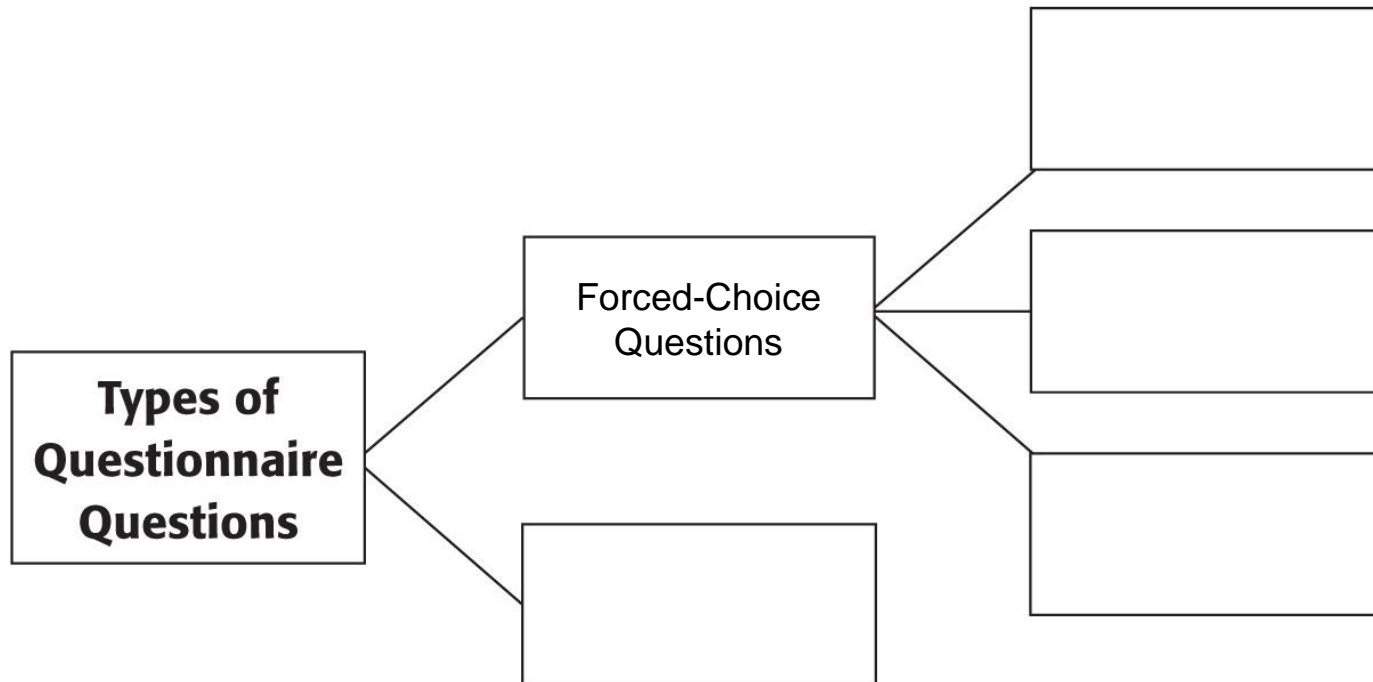 Forced-Choice
Questions
Types of
Questionnaire
Questions